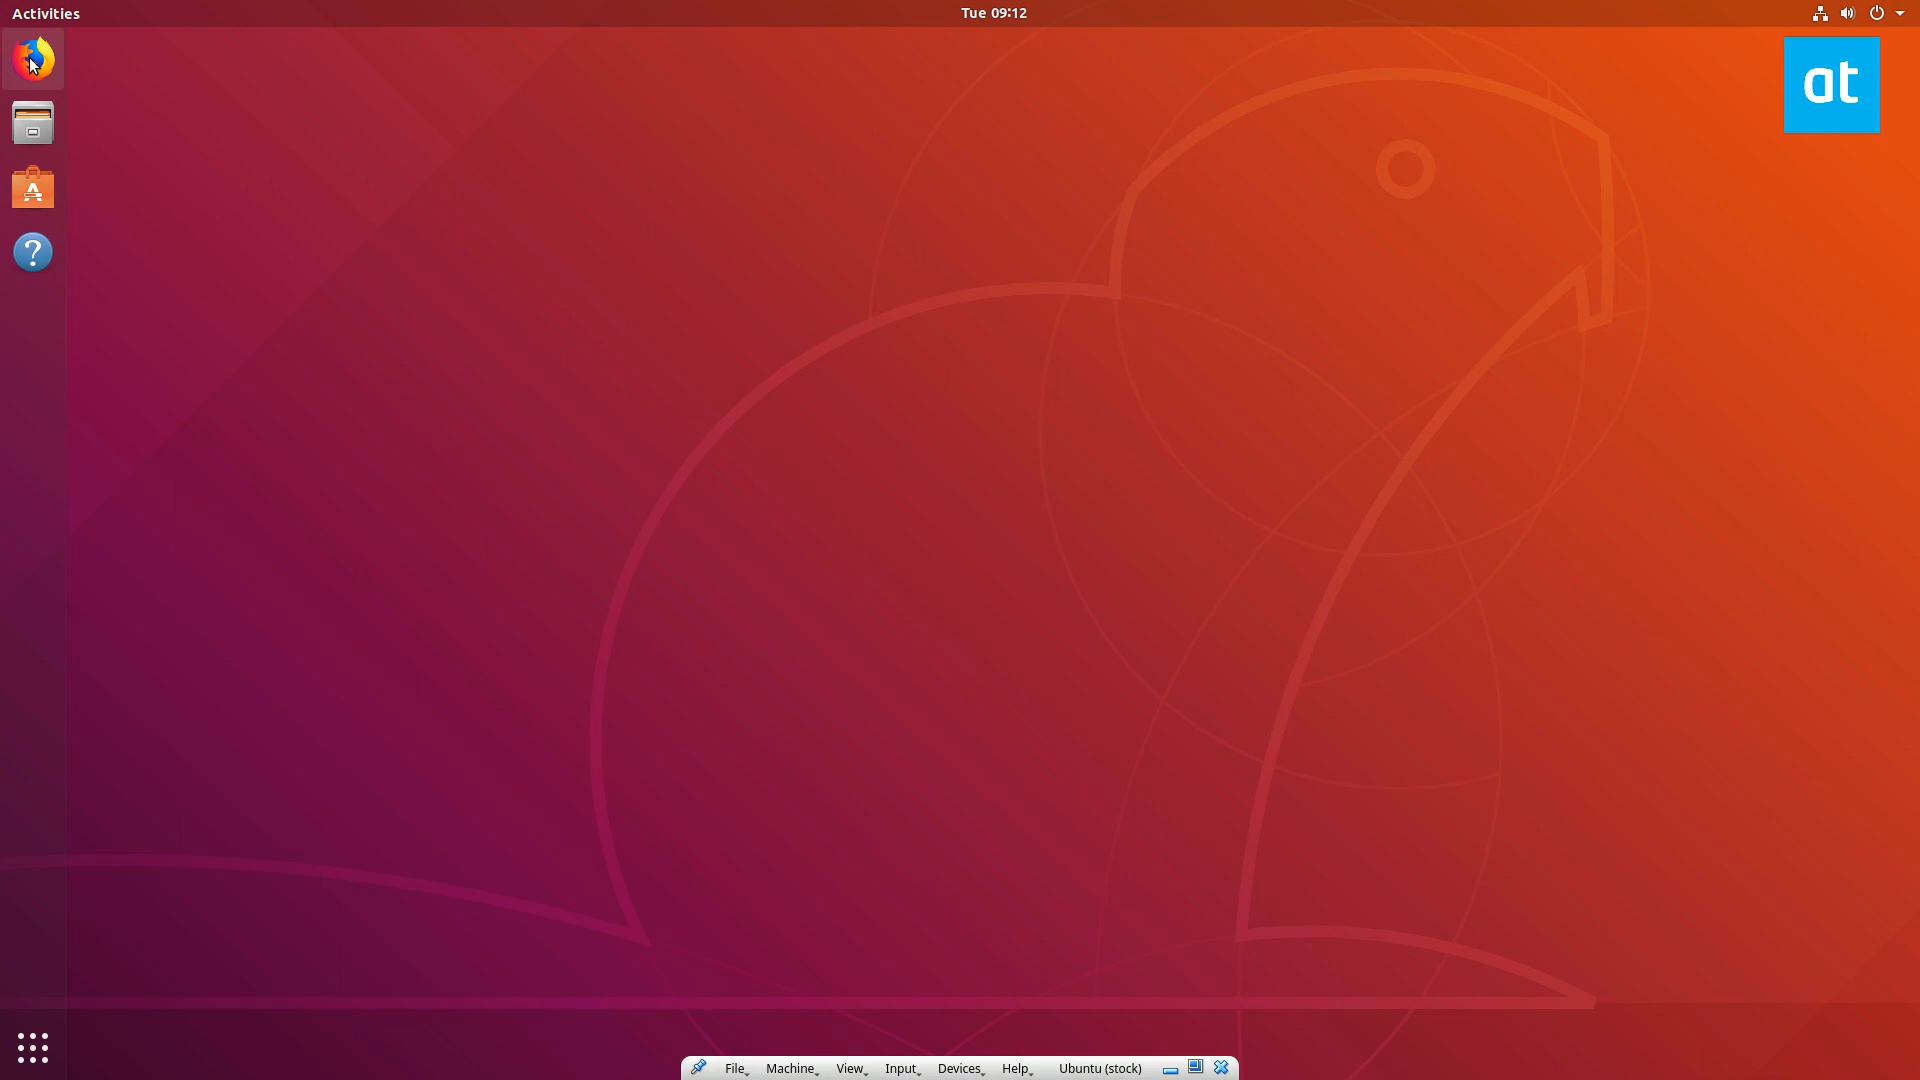 Activities
Tue 09:12
at
A
?
File
Machine
View
Input
Devices
Help
Ubuntu (stock)